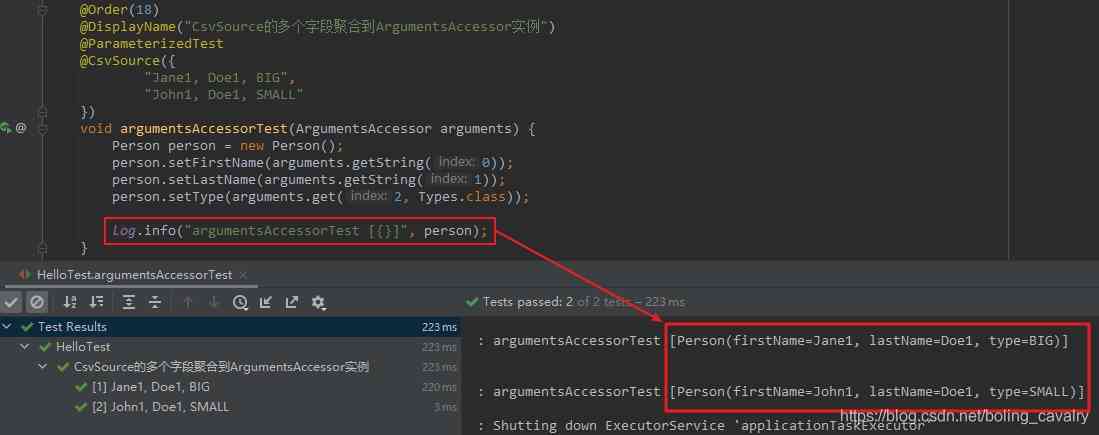 @Order(18)
@DisplayName("CsvSource的多个字段聚合到ArgumentsAccessor实例")
@ParameterizedTest
@CsvSource({
"Jane1, Doe1, BIG",
"John1, Doe1, SMALL"
})
void argumentsAccessorTest(ArgumentsAccessor arguments) {
Person person = new Person();
person.setFirstName(arguments.getString( index: 0));
person.setLastName(arguments.getString( index: 1));
person.setType(arguments.get( index: 2, Types.class));
Log.info("argumentsAccessorTest [{}]", person);
}
HelloTest.argumentsAccessorTest ×
Tests passed: 2 of 2 tests – 223 ms
Test Results 223 ms
HelloTest 223 ms
CsvSource的多个字段聚合到ArgumentsAccessor实例 223 ms
[1] Jane1, Doe1, BIG 220 ms
[2] John1, Doe1, SMALL 3 ms
: argumentsAccessorTest [Person(firstName=Jane1, lastName=Doe1, type=BIG)]
: argumentsAccessorTest [Person(firstName=John1, lastName=Doe1, type=SMALL)]
https://blog.csdn.net/boling_cavalry
: Shutting down ExecutorService 'applicationTaskExecutor'